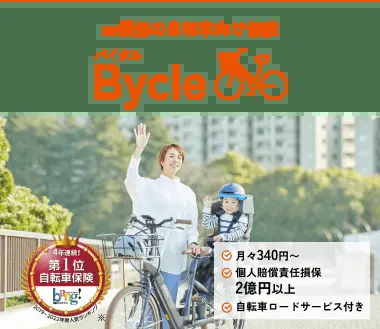 バイクル
Bycle
4年連続!
第1位
自転車保険
bang!
2019~2022年間人気ランキング ※
月々340円〜
個人賠償責任損保
2億円以上
自転車ロードサービス付き